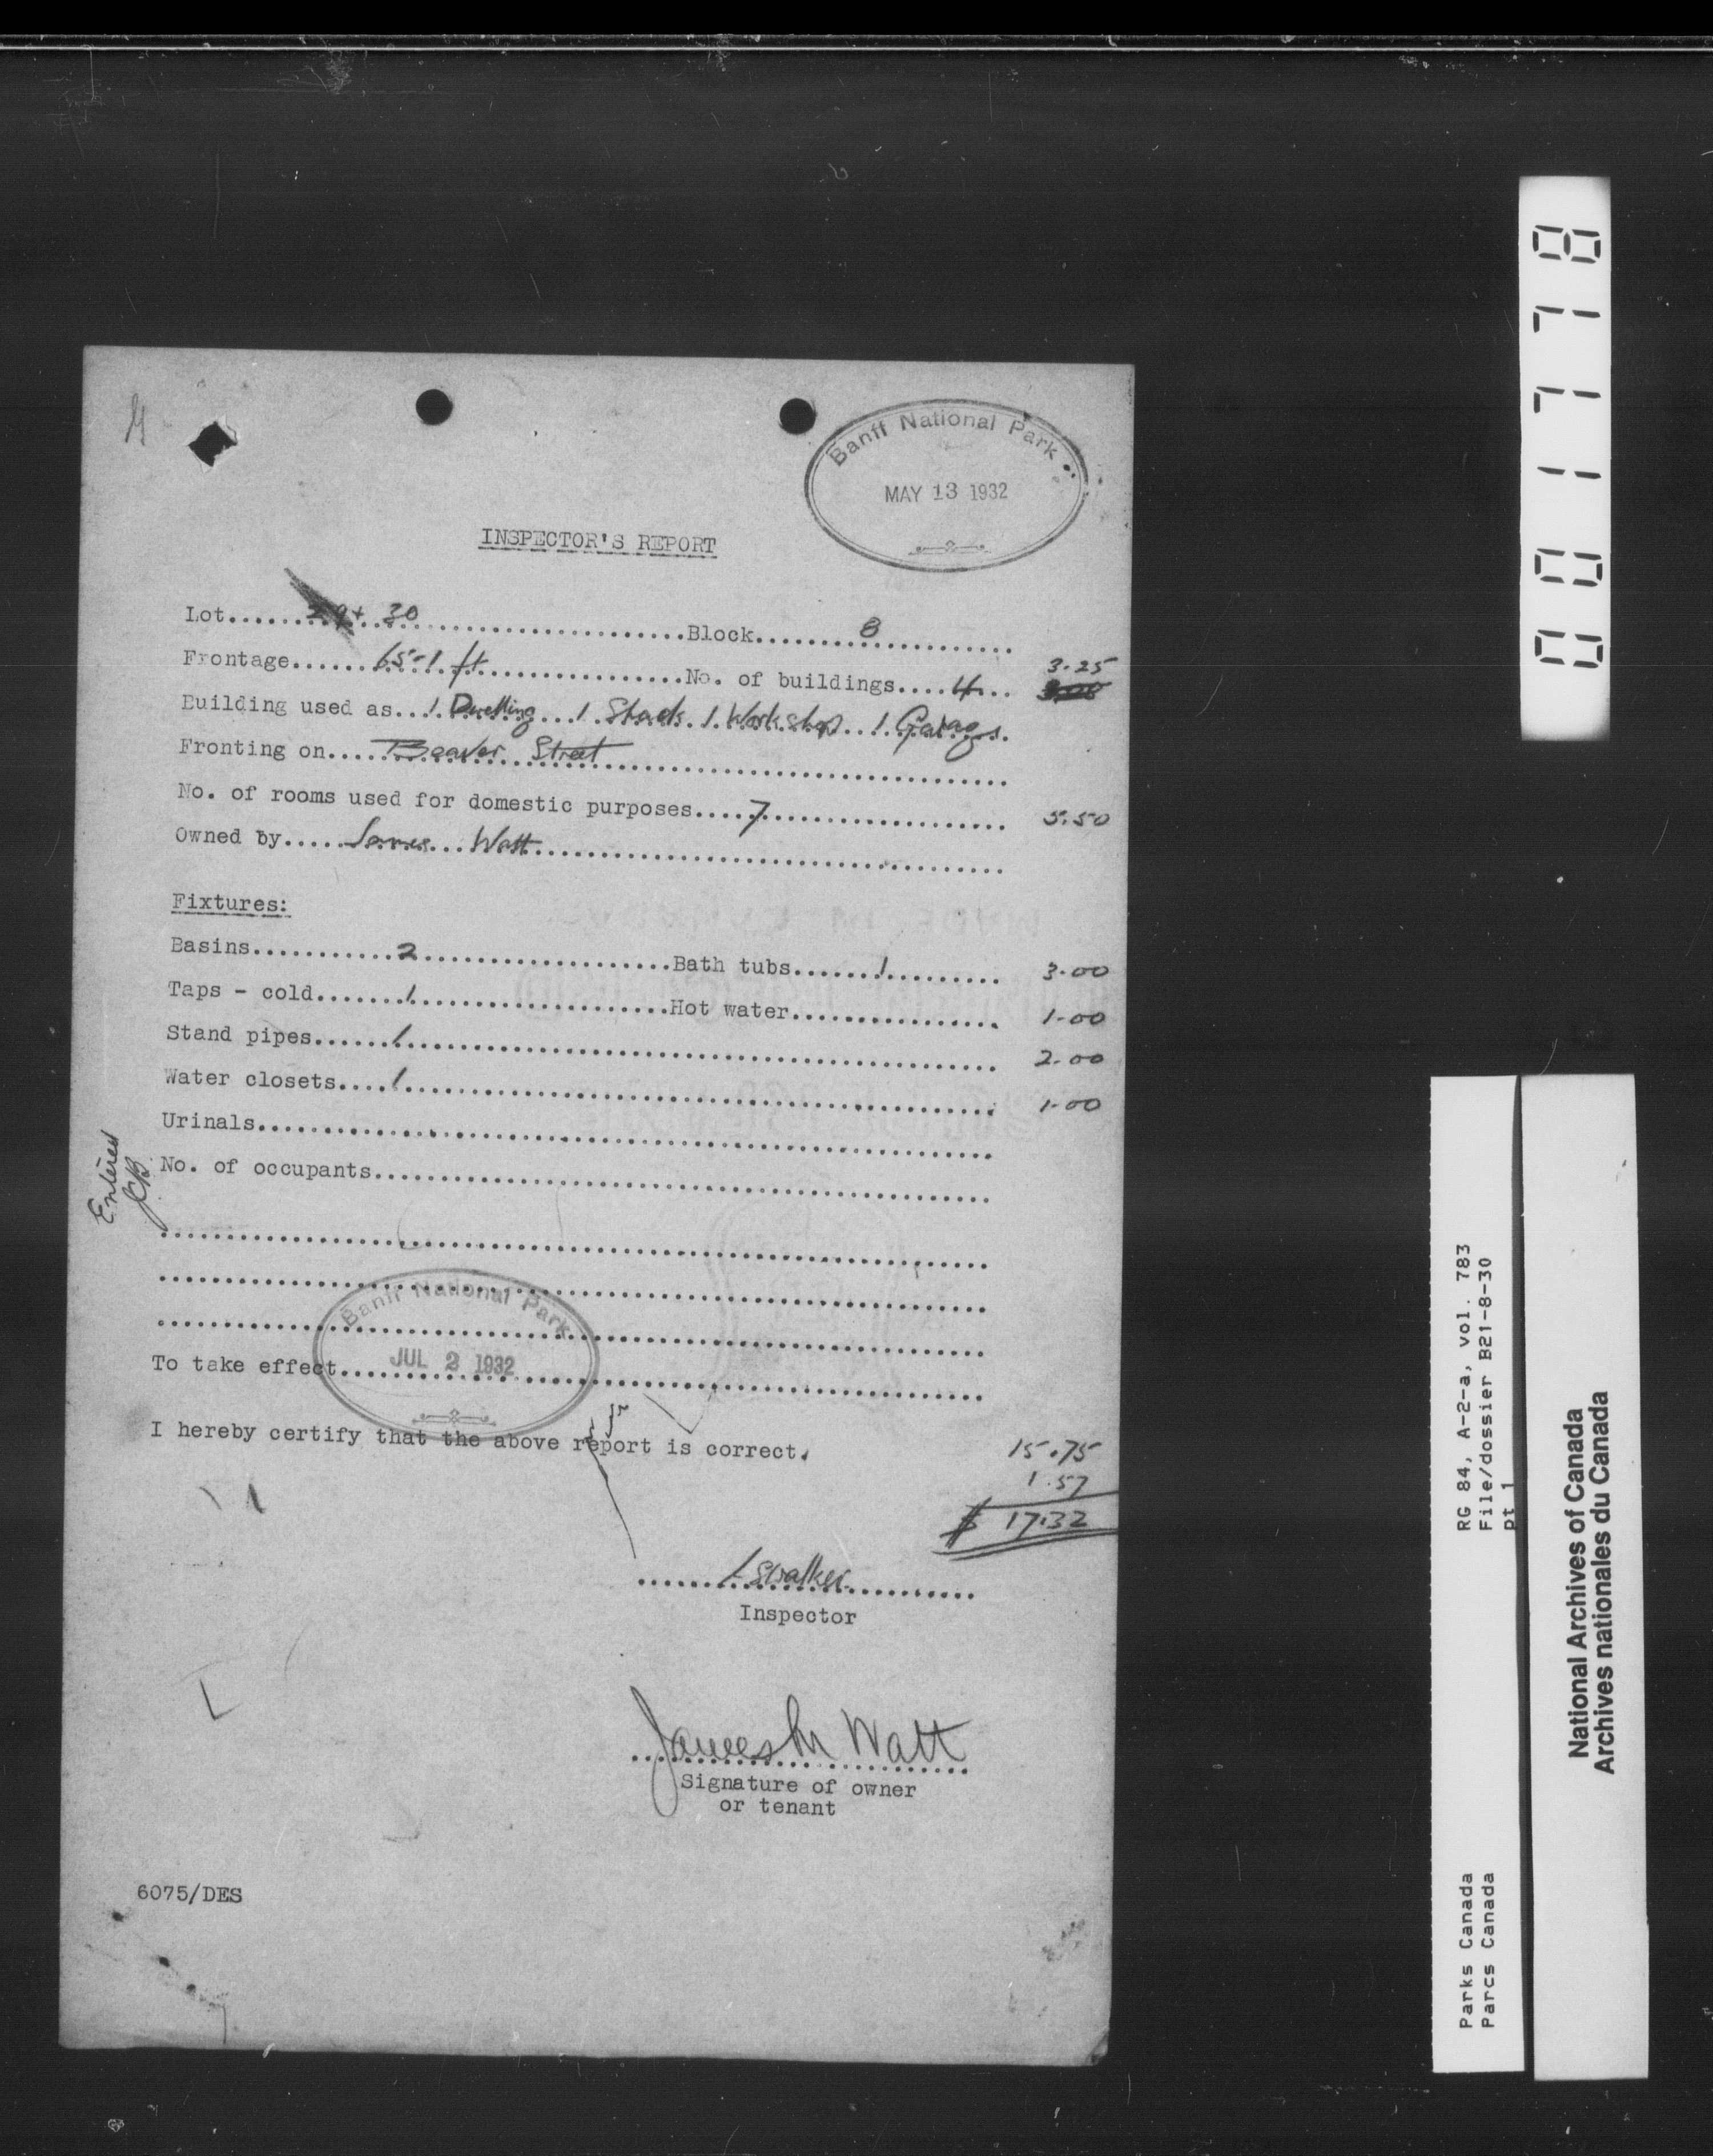 Banff National Park
MAY 13 1932
INSPECTOR'S REPORT
Lot......29 + 30..........Block........8..........
Frontage......65.1 ft..........No. of buildings....4... 3.25
Building used as...1 Dwelling...1 Shack.1 Workshop...1 Garage.
Fronting on....Beaver Street..........
No. of rooms used for domestic purposes....7.......... 5.50
Owned by.....James...Watt..........
Fixtures:
Basins...........2..........Bath tubs.......1......... 3.00
Taps - cold.......1..........Hot water.......... 1.00
Stand pipes......1.......... 2.00
Water closets....1.......... 1.00
Urinals..........
No. of occupants..........
Entered
JCB.
Banff National Park
JUL 2 1932
To take effect..........
I hereby certify that the above report is correct.
15.75
1.57
$ 17.32
Walker
Inspector
James M Watt
Signature of owner
or tenant
6075/DES
001778
RG 84, A-2-a, vol. 783
File/dossier B21-8-30
pt 1
Parks Canada
Parcs Canada
National Archives of Canada
Archives nationales du Canada